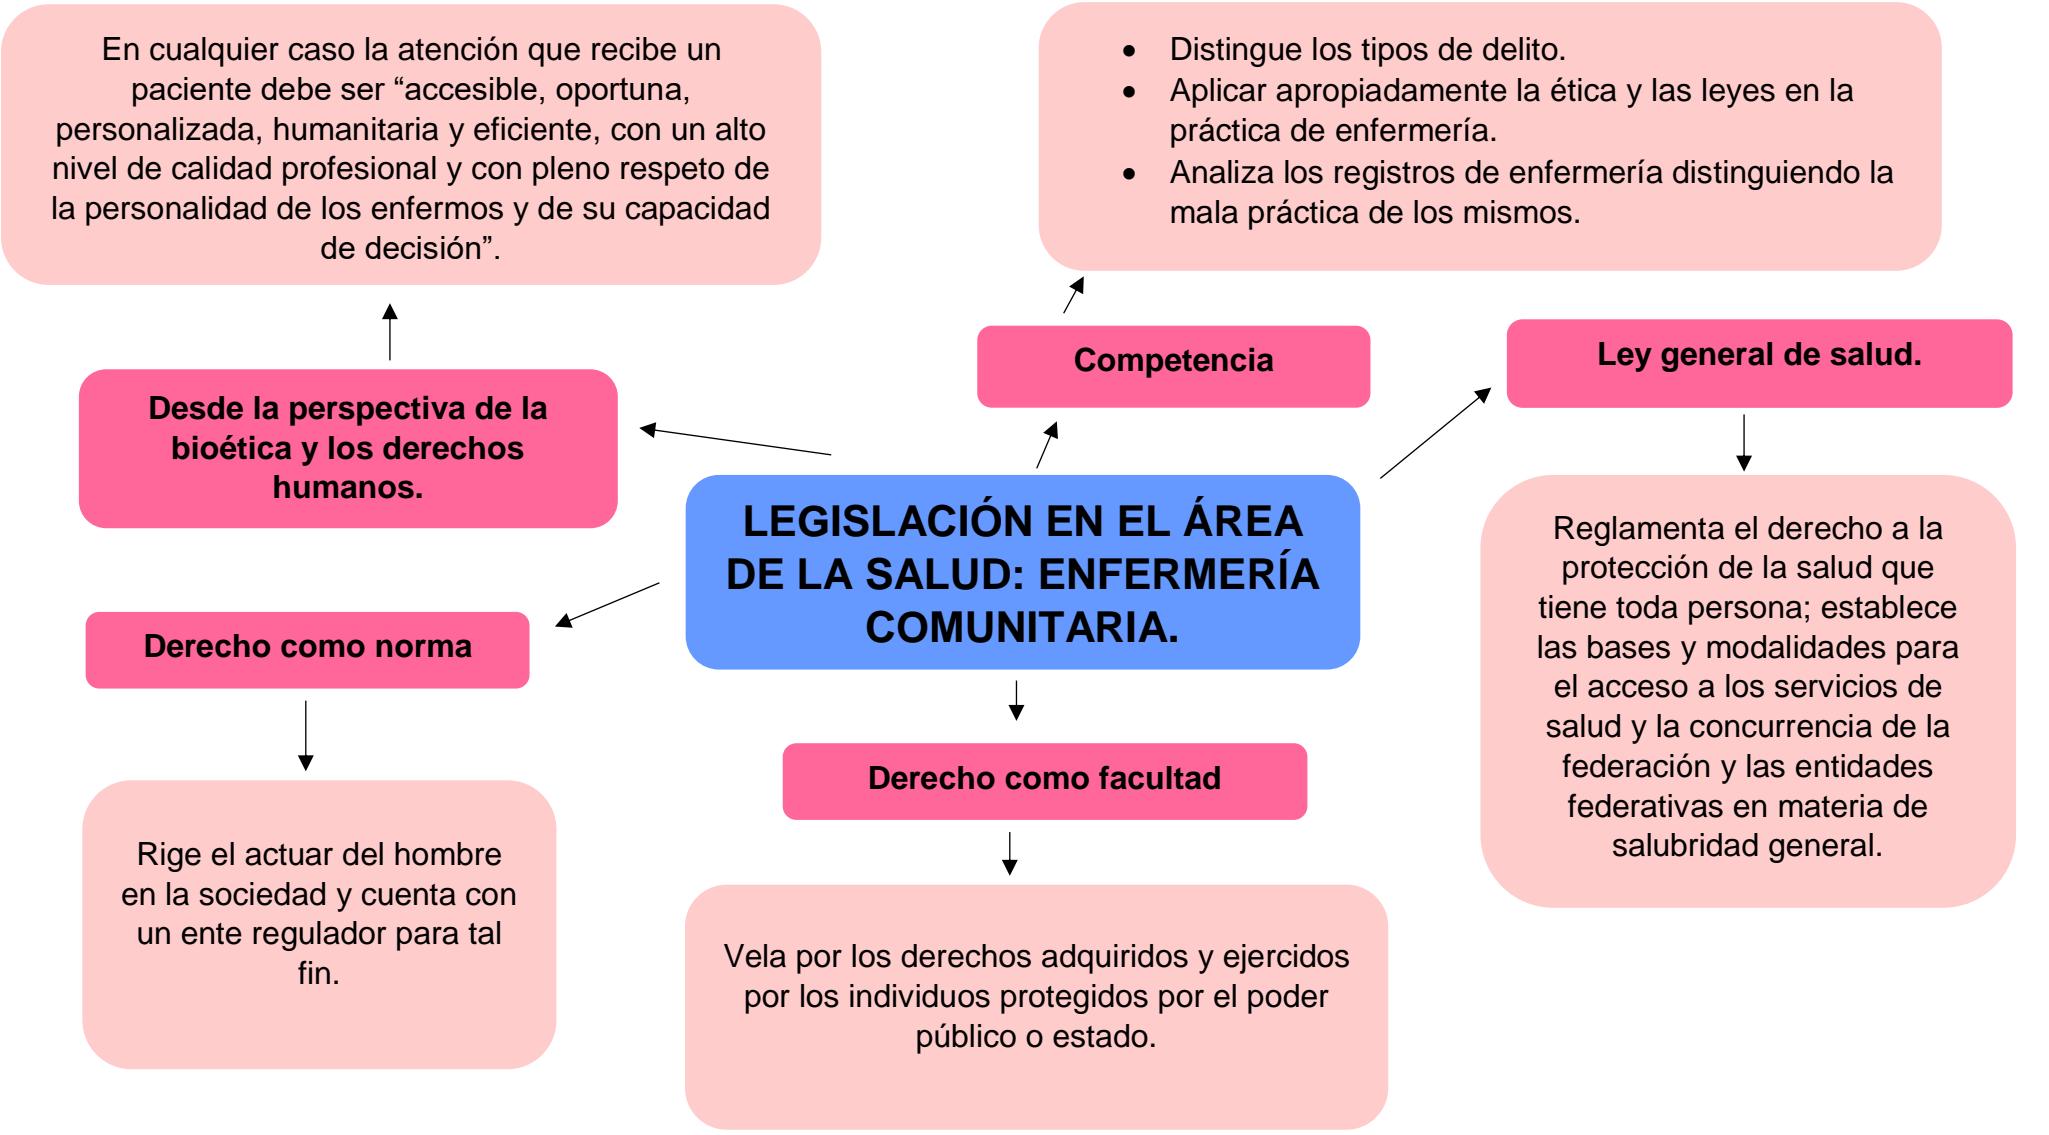 En cualquier caso la atención que recibe un
paciente debe ser “accesible, oportuna,
personalizada, humanitaria y eficiente, con un alto
nivel de calidad profesional y con pleno respeto de
la personalidad de los enfermos y de su capacidad
de decisión”.
• Distingue los tipos de delito.
• Aplicar apropiadamente la ética y las leyes en la
práctica de enfermería.
• Analiza los registros de enfermería distinguiendo la
mala práctica de los mismos.
Desde la perspectiva de la
bioética y los derechos
humanos.
Competencia
Ley general de salud.
LEGISLACIÓN EN EL ÁREA
DE LA SALUD: ENFERMERÍA
COMUNITARIA.
Reglamenta el derecho a la
protección de la salud que
tiene toda persona; establece
las bases y modalidades para
el acceso a los servicios de
salud y la concurrencia de la
federación y las entidades
federativas en materia de
salubridad general.
Derecho como norma
Derecho como facultad
Rige el actuar del hombre
en la sociedad y cuenta con
un ente regulador para tal
fin.
Vela por los derechos adquiridos y ejercidos
por los individuos protegidos por el poder
público o estado.